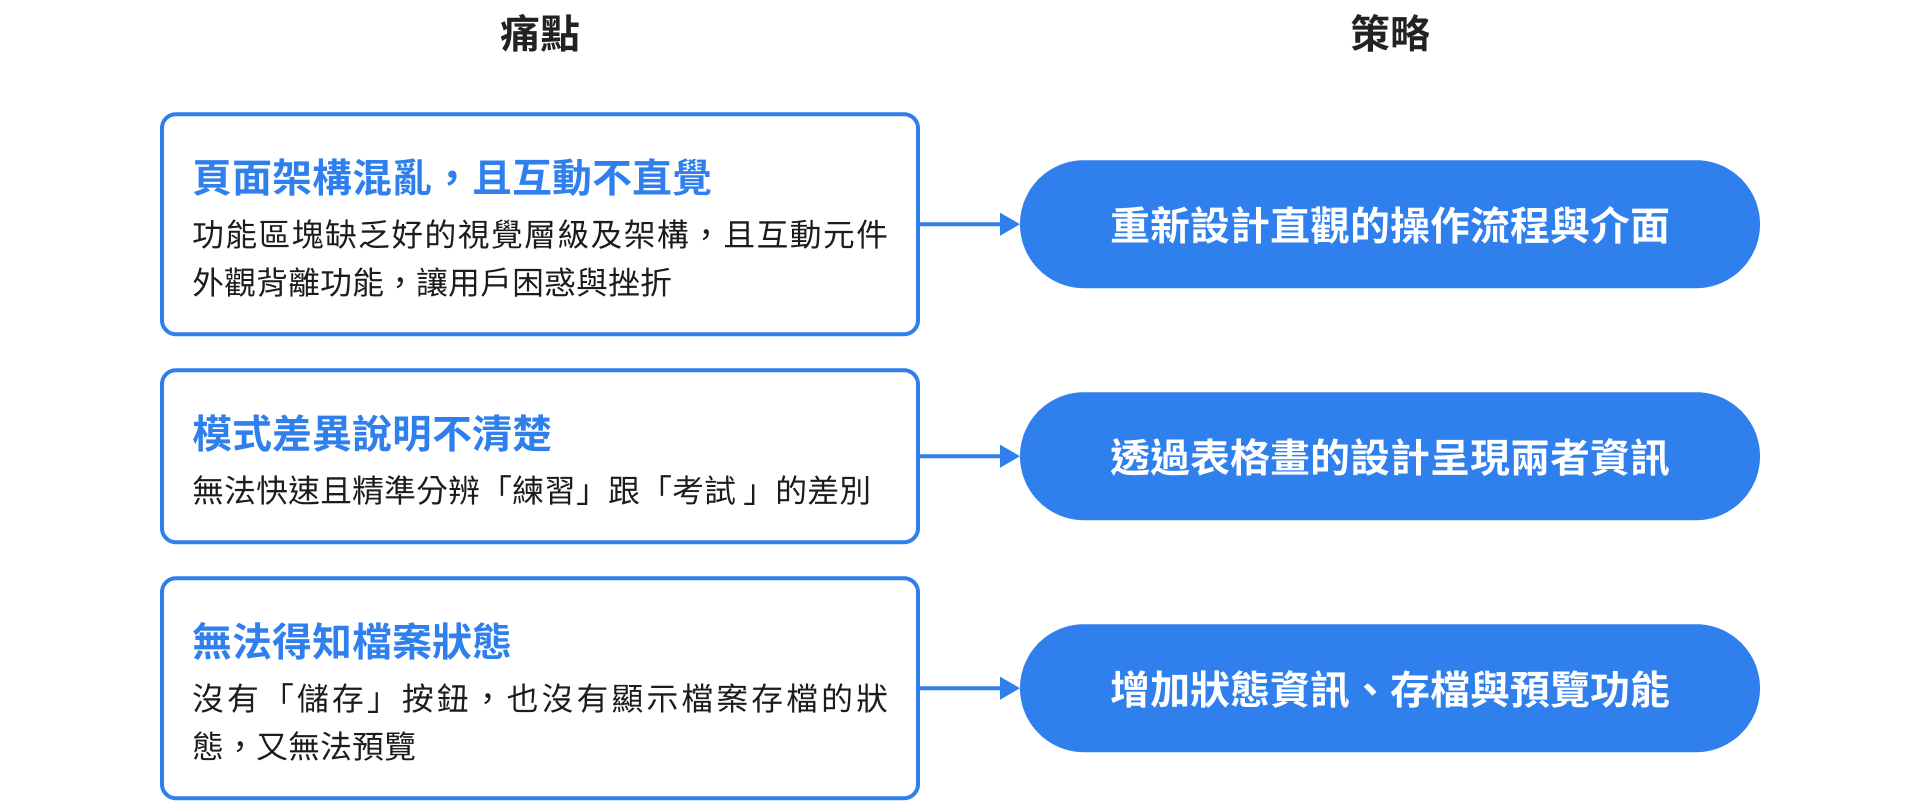 痛點
策略
頁面架構混亂，且互動不直覺
功能區塊缺乏好的視覺層級及架構，且互動元件
外觀背離功能，讓用戶困惑與挫折
重新設計直觀的操作流程與介面
模式差異說明不清楚
無法快速且精準分辨「練習」跟「考試 」的差別
透過表格畫的設計呈現兩者資訊
無法得知檔案狀態
沒有「儲存」按鈕，也沒有顯示檔案存檔的狀
態，又無法預覽
增加狀態資訊、存檔與預覽功能